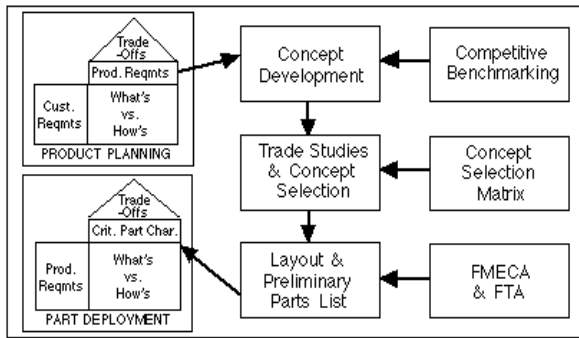 Trade
-Offs
Prod. Reqmts
Cust.
Reqmts
What's
vs.
How's
PRODUCT PLANNING
Concept
Development
Competitive
Benchmarking
Trade Studies
& Concept
Selection
Concept
Selection
Matrix
Trade
-Offs
Crit. Part Char.
Prod.
Reqmts
What's
vs.
How's
PART DEPLOYMENT
Layout &
Preliminary
Parts List
FMECA
& FTA